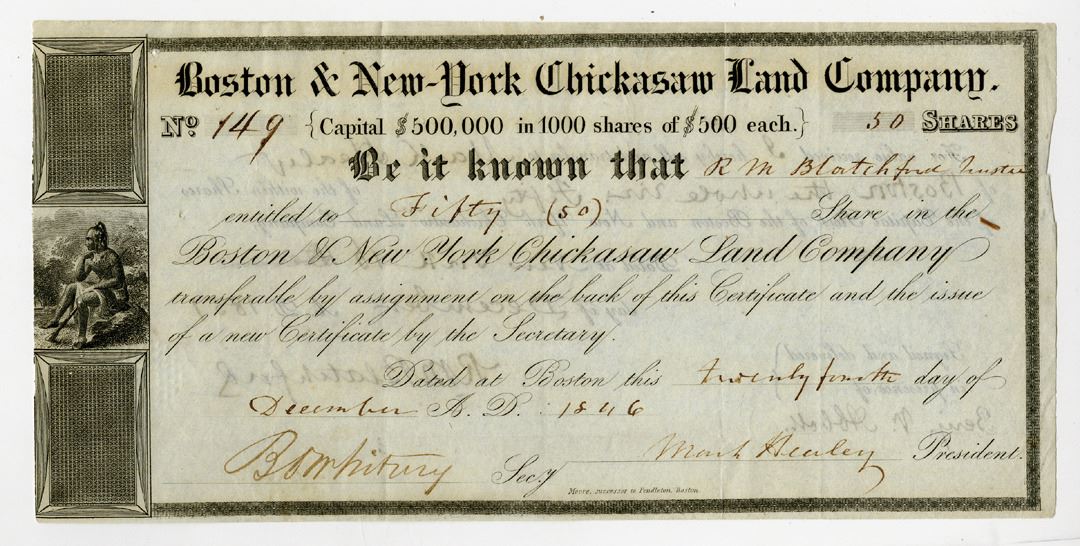 Boston & New-York Chickasaw Land Company.
No. 149 {Capital $500,000 in 1000 shares of $500 each.} 50 Shares
Be it known that R M Blatchford Trustee
entitled to Fifty (50) Share in the
Boston & New York Chickasaw Land Company
transferable by assignment on the back of this Certificate and the issue
of a new Certificate by the Secretary.
Dated at Boston this twenty fourth day of
December A. D. 1846
Secy Mark Healey President.
Moore, successor to Pendleton, Boston